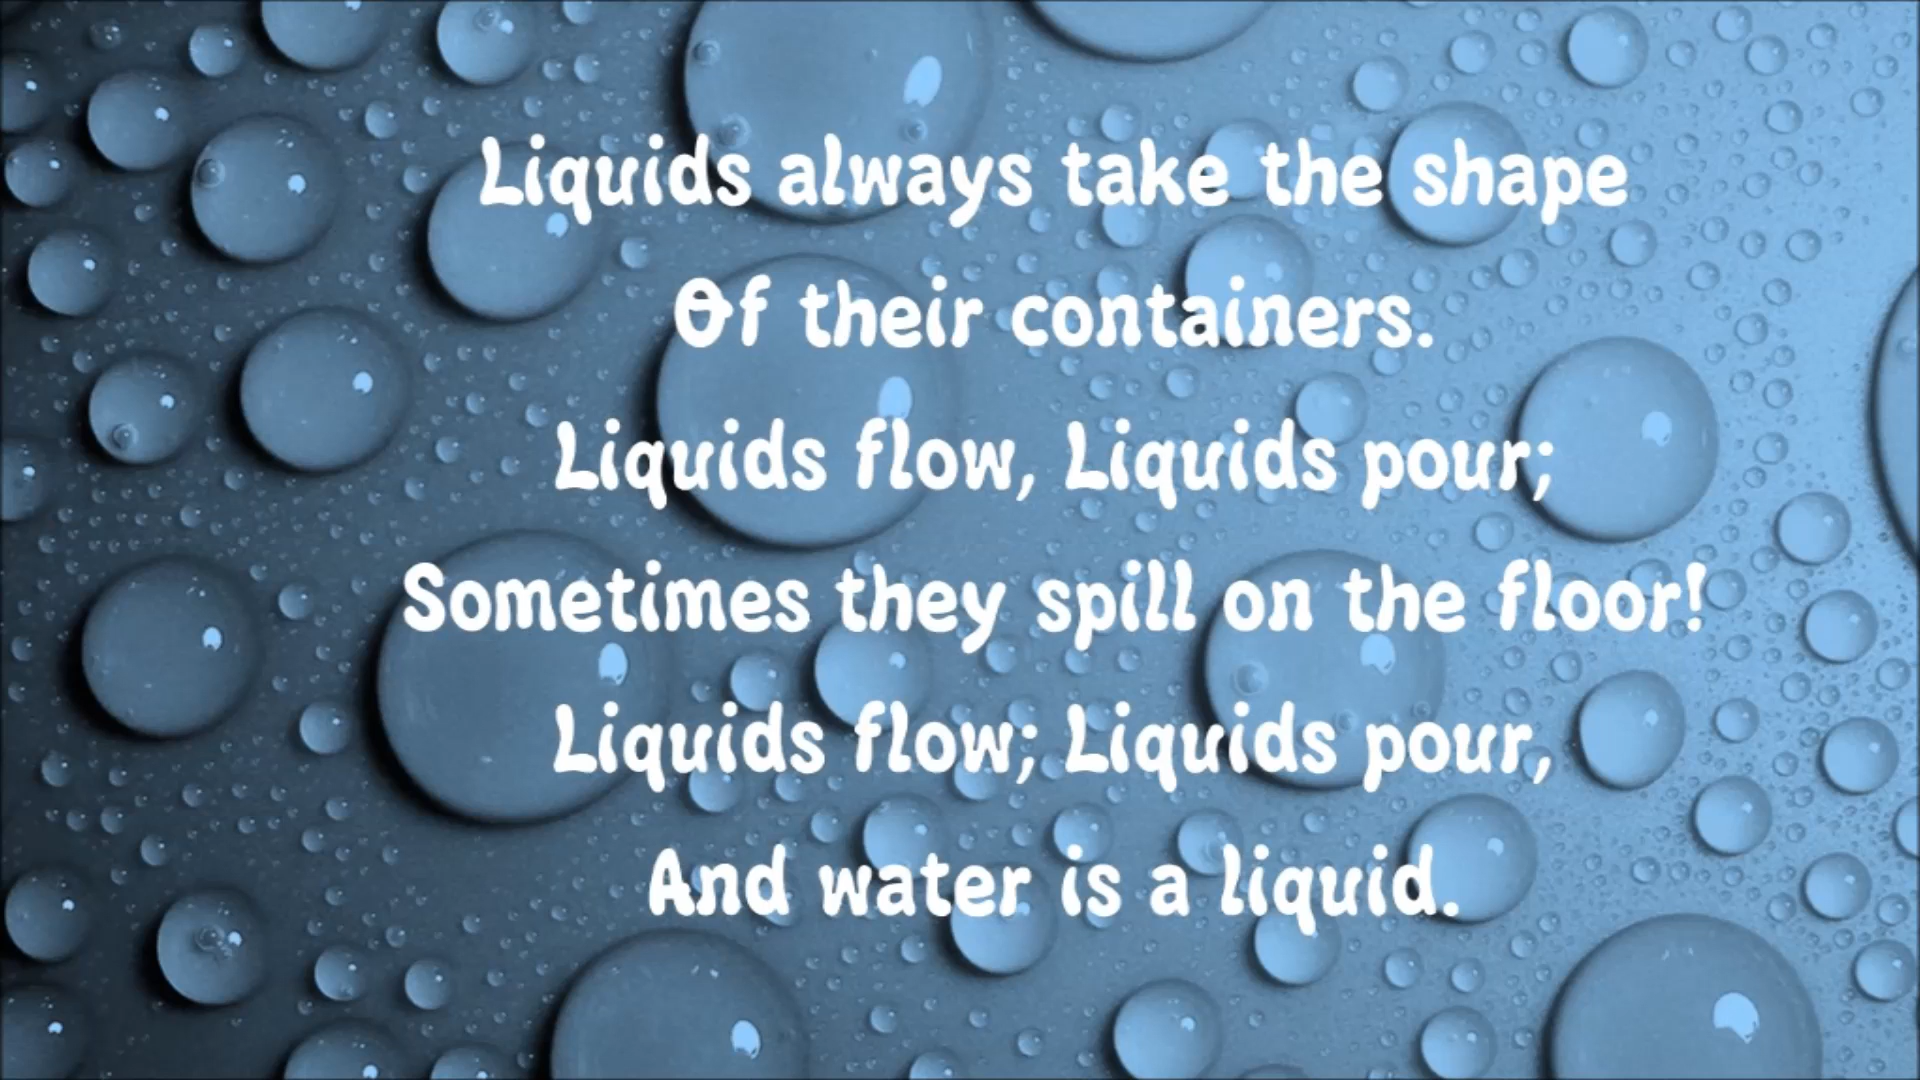 Liquids always take the shape
Of their containers.
Liquids flow, Liquids pour;
Sometimes they spill on the floor!
Liquids flow; Liquids pour,
And water is a liquid.